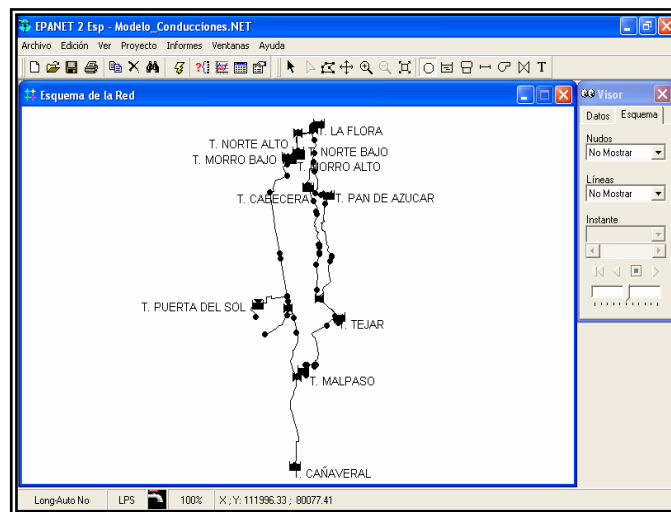 EPANET 2 Esp - Modelo_Conducciones.NET
Archivo Edición Ver Proyecto Informes Ventanas Ayuda
T
Esquema de la Red
Visor
Datos Esquema
Nudos
No Mostrar
Líneas
No Mostrar
Instante
T. LA FLORA
T. NORTE ALTO
T. NORTE BAJO
T. MORRO BAJO
T. MORRO ALTO
T. CABECERA
T. PAN DE AZUCAR
T. PUERTA DEL SOL
T. TEJAR
T. MALPASO
T. CAÑAVERAL
Long-Auto No LPS 100% X ; Y: 111996.33 ; 80077.41